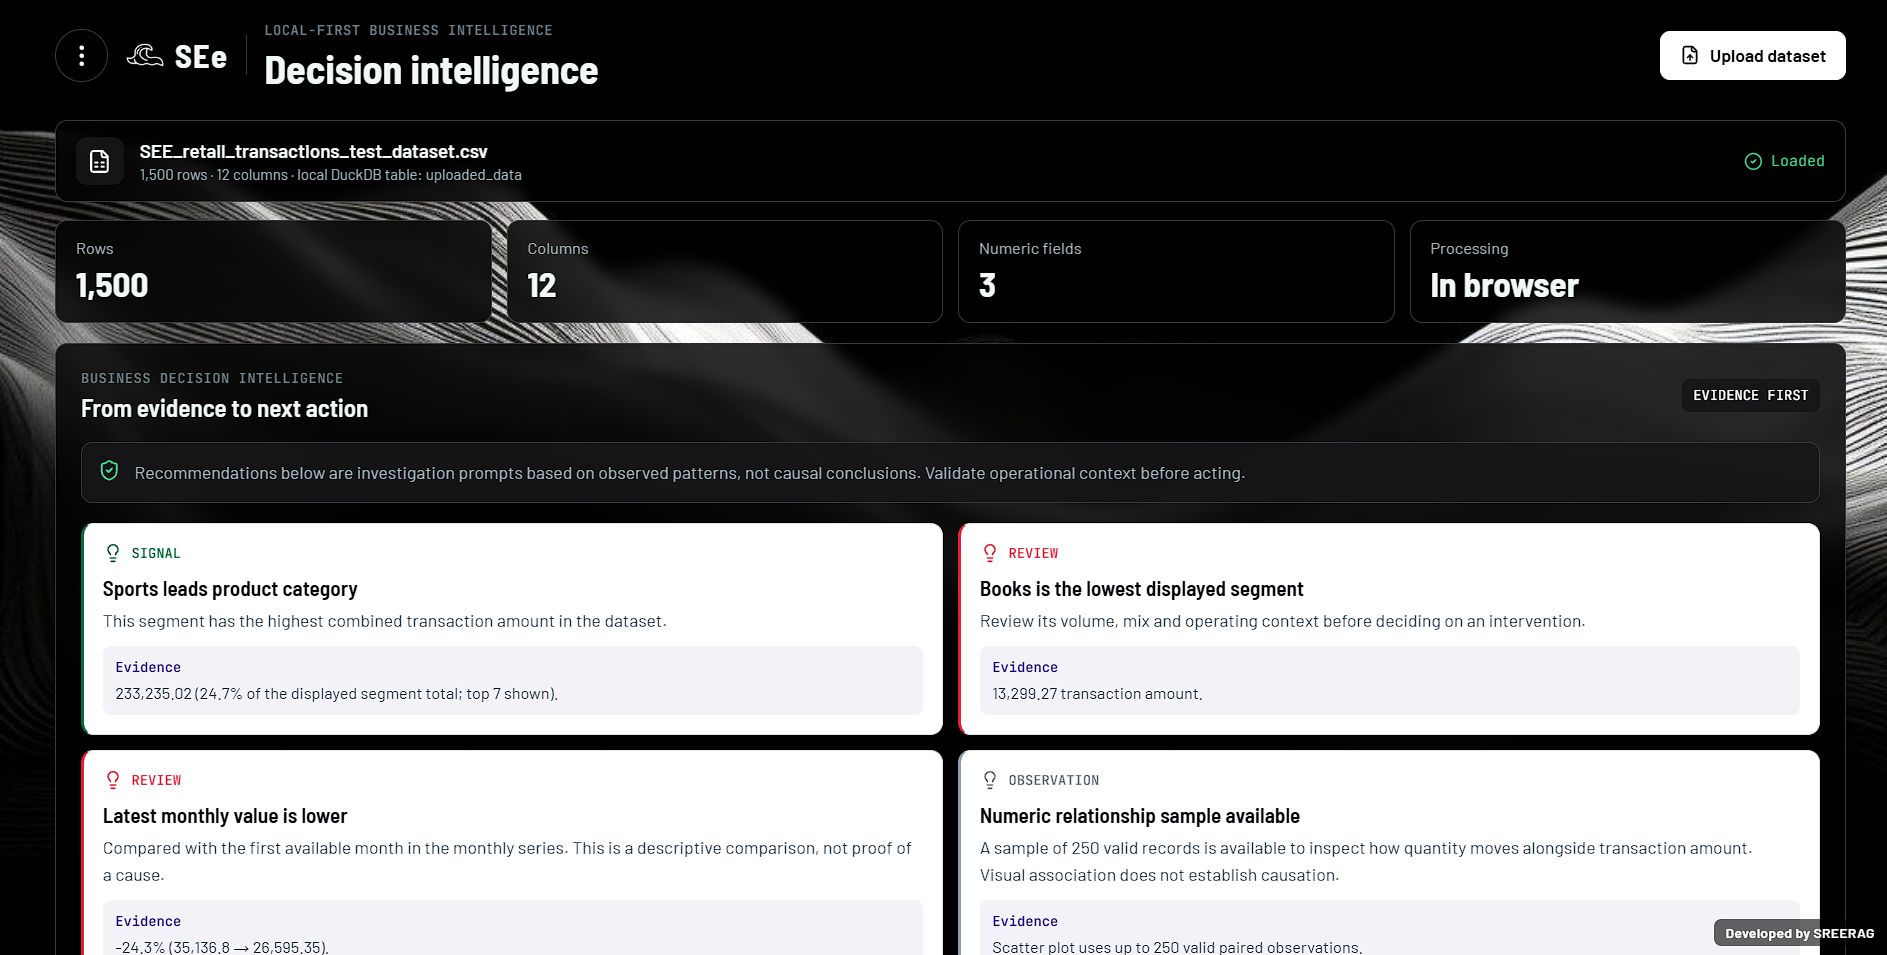 LOCAL-FIRST BUSINESS INTELLIGENCE
SEe
Decision intelligence
Upload dataset
SEE_retail_transactions_test_dataset.csv
1,500 rows · 12 columns · local DuckDB table: uploaded_data
Loaded
Rows
1,500
Columns
12
Numeric fields
3
Processing
In browser
BUSINESS DECISION INTELLIGENCE
From evidence to next action
EVIDENCE FIRST
Recommendations below are investigation prompts based on observed patterns, not causal conclusions. Validate operational context before acting.
SIGNAL
Sports leads product category
This segment has the highest combined transaction amount in the dataset.
Evidence
233,235.02 (24.7% of the displayed segment total; top 7 shown).
REVIEW
Books is the lowest displayed segment
Review its volume, mix and operating context before deciding on an intervention.
Evidence
13,299.27 transaction amount.
REVIEW
Latest monthly value is lower
Compared with the first available month in the monthly series. This is a descriptive comparison, not proof of
a cause.
Evidence
-24.3% (35,136.8 → 26,595.35).
OBSERVATION
Numeric relationship sample available
A sample of 250 valid records is available to inspect how quantity moves alongside transaction amount.
Visual association does not establish causation.
Evidence
Scatter plot uses up to 250 valid paired observations.
Developed by SREERAG